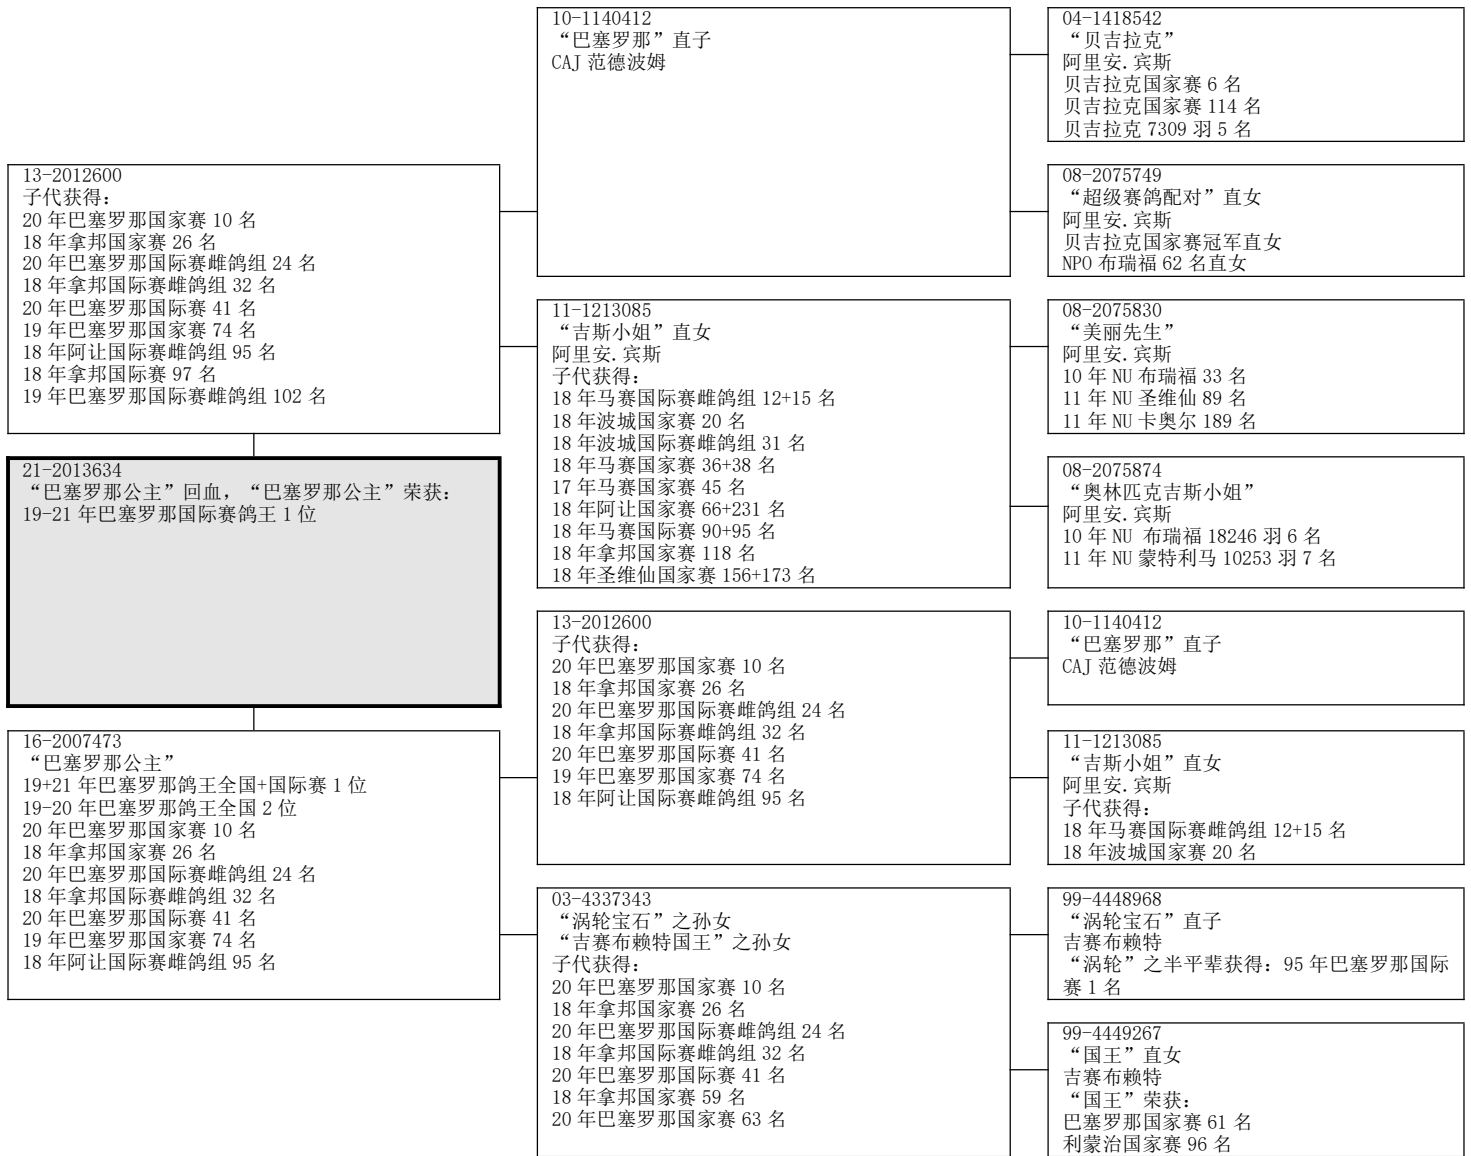 13-2012600
子代获得：
20 年巴塞罗那国家赛 10 名
18 年拿邦国家赛 26 名
20 年巴塞罗那国际赛雌鸽组 24 名
18 年拿邦国际赛雌鸽组 32 名
20 年巴塞罗那国际赛 41 名
19 年巴塞罗那国家赛 74 名
18 年阿让国际赛雌鸽组 95 名
18 年拿邦国际赛 97 名
19 年巴塞罗那国际赛雌鸽组 102 名
21-2013634
“巴塞罗那公主”回血，“巴塞罗那公主”荣获：
19-21 年巴塞罗那国际赛鸽王 1 位
16-2007473
“巴塞罗那公主”
19+21 年巴塞罗那鸽王全国+国际赛 1 位
19-20 年巴塞罗那鸽王全国 2 位
20 年巴塞罗那国家赛 10 名
18 年拿邦国家赛 26 名
20 年巴塞罗那国际赛雌鸽组 24 名
18 年拿邦国际赛雌鸽组 32 名
20 年巴塞罗那国际赛 41 名
19 年巴塞罗那国家赛 74 名
18 年阿让国际赛雌鸽组 95 名
10-1140412
“巴塞罗那”直子
CAJ 范德波姆
11-1213085
“吉斯小姐”直女
阿里安.宾斯
子代获得：
18 年马赛国际赛雌鸽组 12+15 名
18 年波城国家赛 20 名
18 年波城国际赛雌鸽组 31 名
18 年马赛国家赛 36+38 名
17 年马赛国家赛 45 名
18 年阿让国家赛 66+231 名
18 年马赛国际赛 90+95 名
18 年拿邦国家赛 118 名
18 年圣维仙国家赛 156+173 名
13-2012600
子代获得：
20 年巴塞罗那国家赛 10 名
18 年拿邦国家赛 26 名
20 年巴塞罗那国际赛雌鸽组 24 名
18 年拿邦国际赛雌鸽组 32 名
20 年巴塞罗那国际赛 41 名
19 年巴塞罗那国家赛 74 名
18 年阿让国际赛雌鸽组 95 名
03-4337343
“涡轮宝石”之孙女
“吉赛布赖特国王”之孙女
子代获得：
20 年巴塞罗那国家赛 10 名
18 年拿邦国家赛 26 名
20 年巴塞罗那国际赛雌鸽组 24 名
18 年拿邦国际赛雌鸽组 32 名
20 年巴塞罗那国际赛 41 名
18 年拿邦国家赛 59 名
20 年巴塞罗那国家赛 63 名
04-1418542
“贝吉拉克”
阿里安.宾斯
贝吉拉克国家赛 6 名
贝吉拉克国家赛 114 名
贝吉拉克 7309 羽 5 名
08-2075749
“超级赛鸽配对”直女
阿里安.宾斯
贝吉拉克国家赛冠军直女
NPO 布瑞福 62 名直女
08-2075830
“美丽先生”
阿里安.宾斯
10 年 NU 布瑞福 33 名
11 年 NU 圣维仙 89 名
11 年 NU 卡奥尔 189 名
08-2075874
“奥林匹克吉斯小姐”
阿里安.宾斯
10 年 NU 布瑞福 18246 羽 6 名
11 年 NU 蒙特利马 10253 羽 7 名
10-1140412
“巴塞罗那”直子
CAJ 范德波姆
11-1213085
“吉斯小姐”直女
阿里安.宾斯
子代获得：
18 年马赛国际赛雌鸽组 12+15 名
18 年波城国家赛 20 名
99-4448968
“涡轮宝石”直子
吉赛布赖特
“涡轮”之半平辈获得：95 年巴塞罗那国际
赛 1 名
99-4449267
“国王”直女
吉赛布赖特
“国王”荣获：
巴塞罗那国家赛 61 名
利蒙治国家赛 96 名